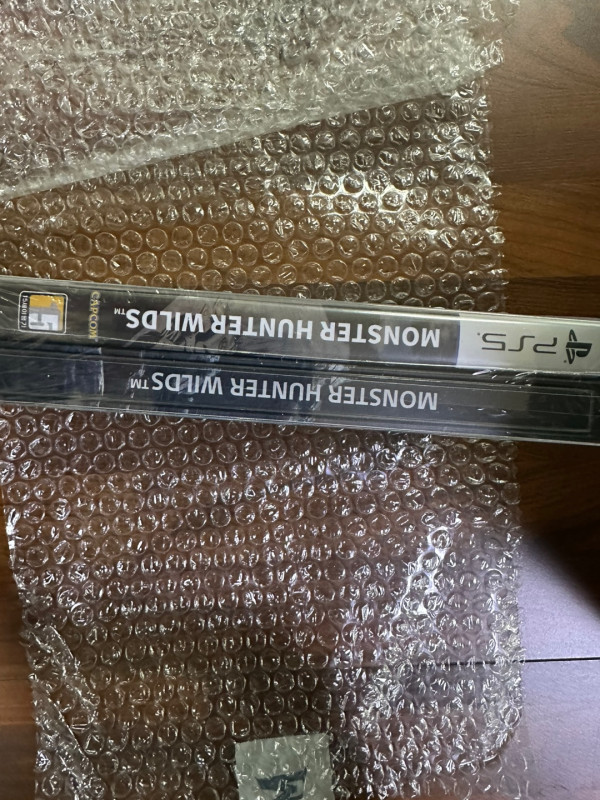 PS5
MONSTER HUNTER WILDS™
CAPCOM
15
MONSTER HUNTER WILDS™